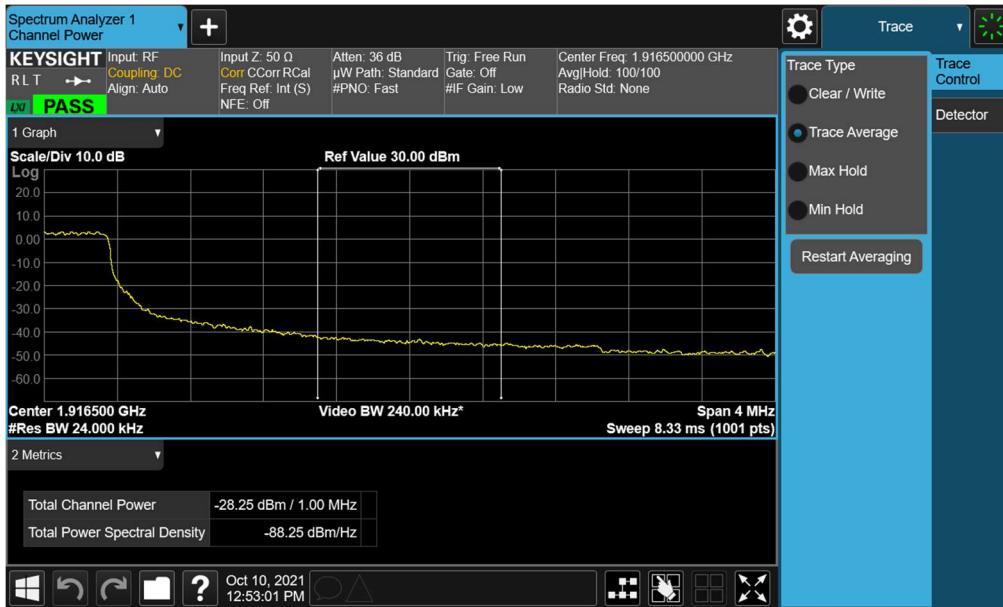 Spectrum Analyzer 1
Channel Power
+
Trace
KEYSIGHT
RLT
LXI PASS
Input: RF
Coupling: DC
Align: Auto
Input Z: 50 Ω
Corr CCorr RCal
Freq Ref: Int (S)
NFE: Off
Atten: 36 dB
µW Path: Standard
#PNO: Fast
Trig: Free Run
Gate: Off
#IF Gain: Low
Center Freq: 1.916500000 GHz
Avg|Hold: 100/100
Radio Std: None
1 Graph
Scale/Div 10.0 dB
Ref Value 30.00 dBm
Log
20.0
10.0
0.00
-10.0
-20.0
-30.0
-40.0
-50.0
-60.0
Center 1.916500 GHz
#Res BW 24.000 kHz
Video BW 240.00 kHz*
Span 4 MHz
Sweep 8.33 ms (1001 pts)
2 Metrics
Total Channel Power -28.25 dBm / 1.00 MHz
Total Power Spectral Density -88.25 dBm/Hz
?
Oct 10, 2021
12:53:01 PM
Trace Type
Clear / Write
Trace Average
Max Hold
Min Hold
Restart Averaging
Trace
Control
Detector